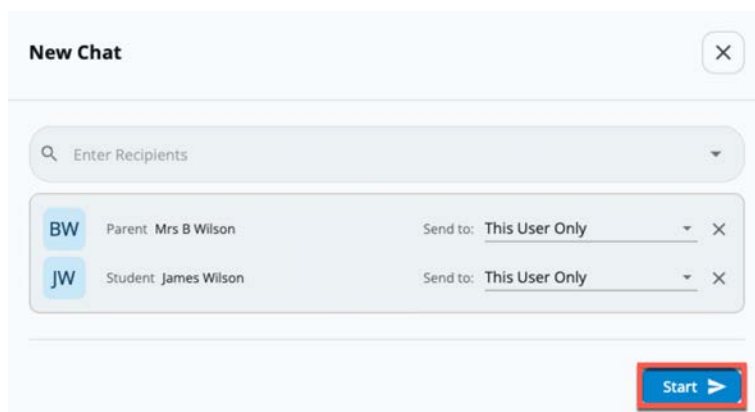 New Chat
Enter Recipients
BW Parent Mrs B Wilson Send to: This User Only
JW Student James Wilson Send to: This User Only
Start